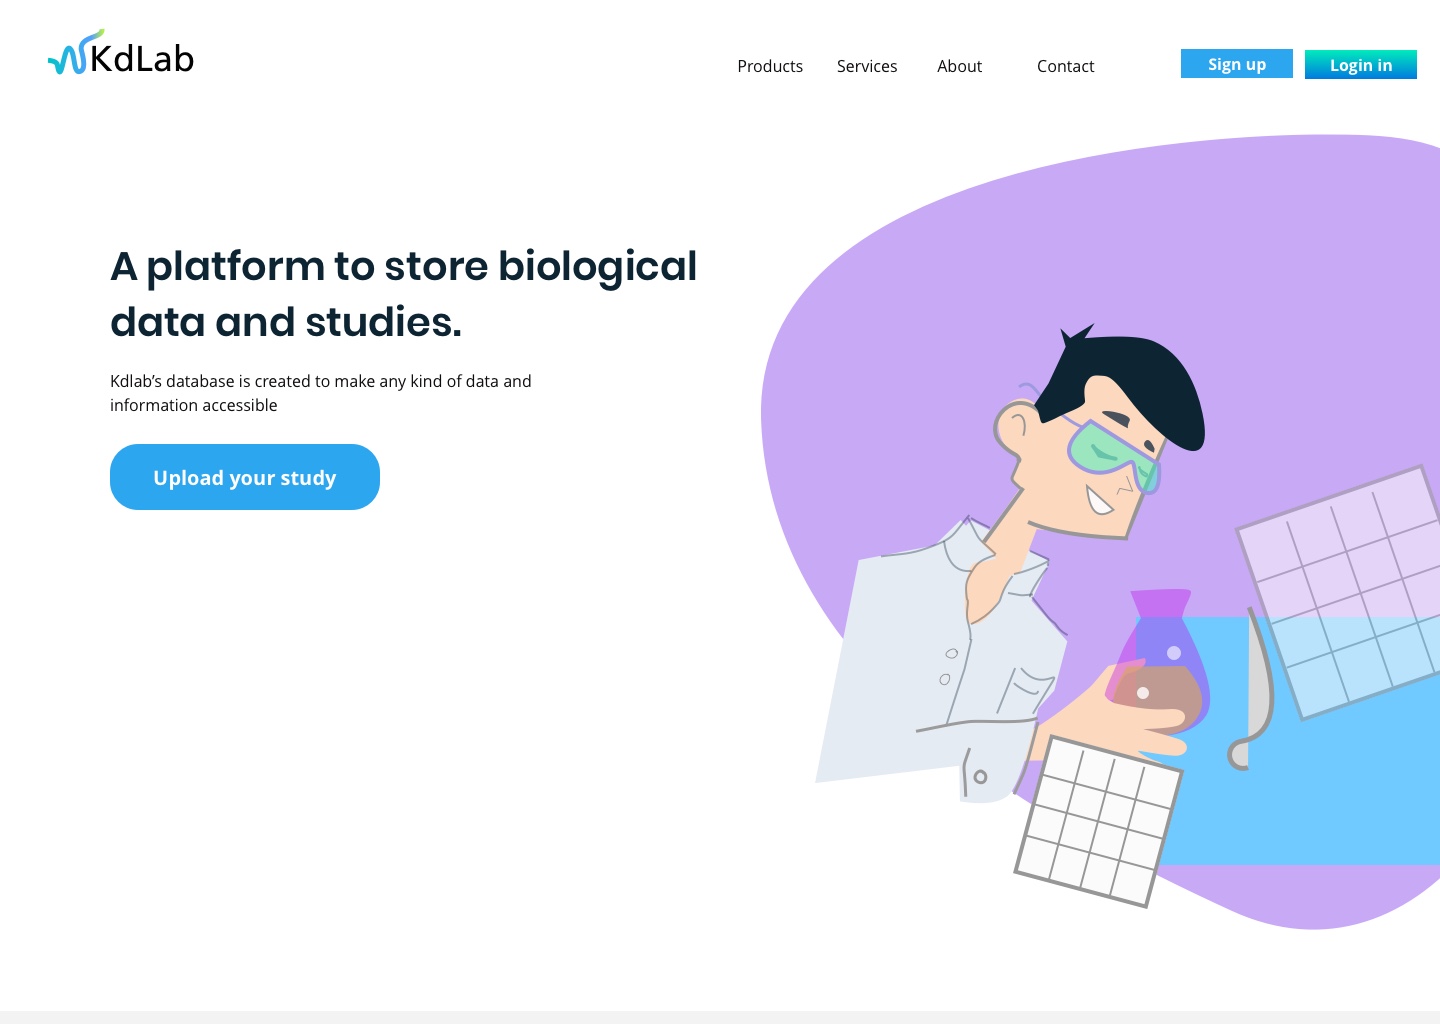 KdLab
Products Services About Contact Sign up Login in
A platform to store biological
data and studies.
Kdlab’s database is created to make any kind of data and
information accessible
Upload your study